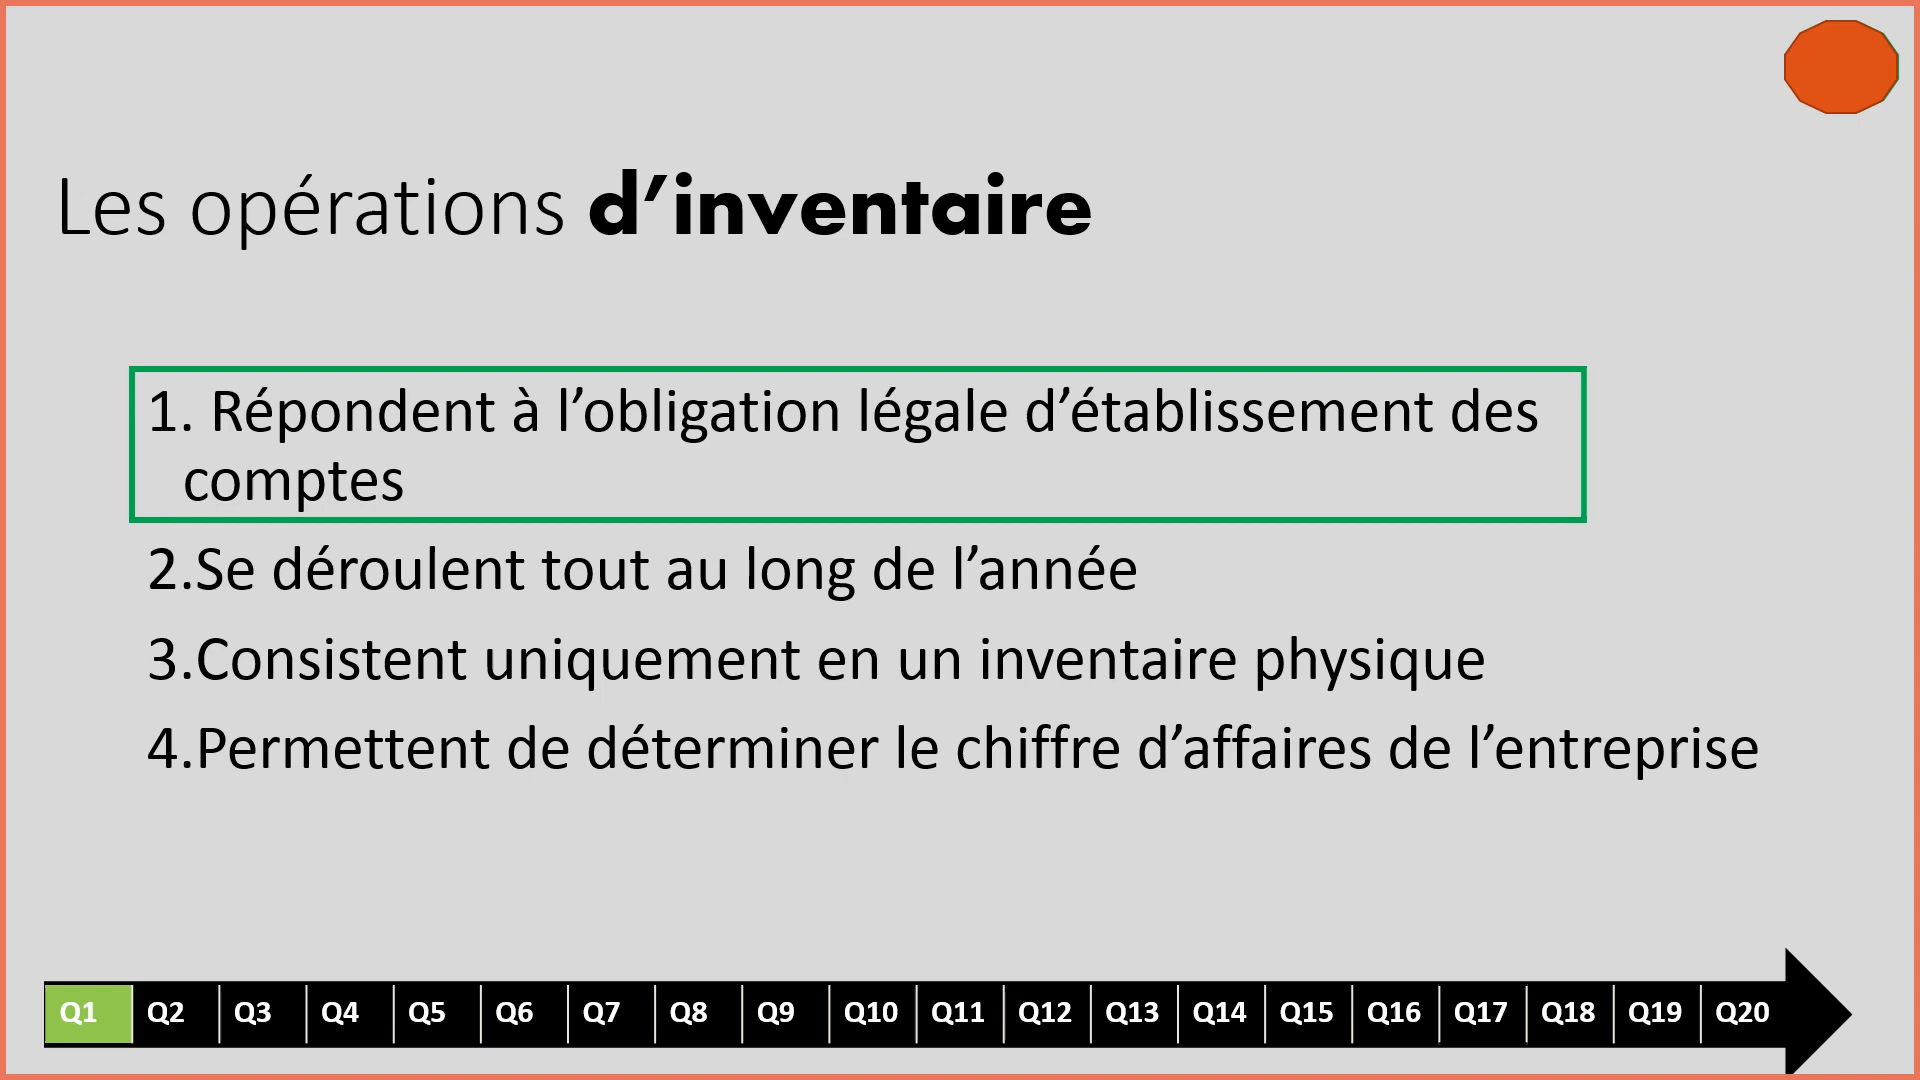 Les opérations d’inventaire
1. Répondent à l’obligation légale d’établissement des
comptes
2.Se déroulent tout au long de l’année
3.Consistent uniquement en un inventaire physique
4.Permettent de déterminer le chiffre d’affaires de l’entreprise
Q1 Q2 Q3 Q4 Q5 Q6 Q7 Q8 Q9 Q10 Q11 Q12 Q13 Q14 Q15 Q16 Q17 Q18 Q19 Q20